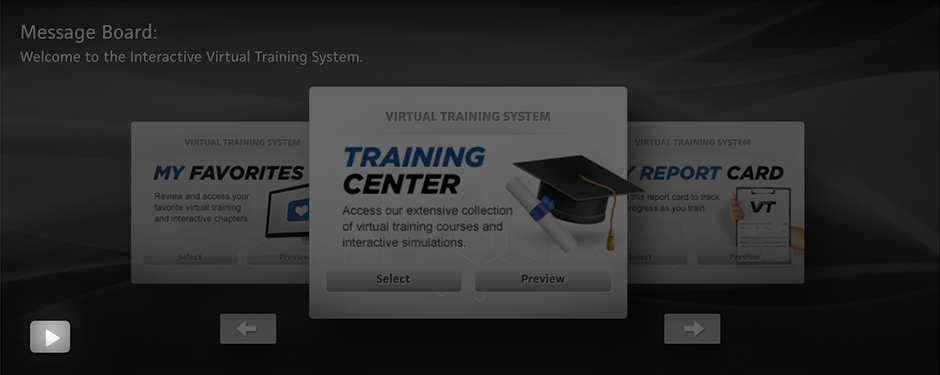 Message Board:
Welcome to the Interactive Virtual Training System.
VIRTUAL TRAINING SYSTEM
MY FAVORITES
Review and access your
favorite virtual training
and interactive chapters.
Select
Preview
VIRTUAL TRAINING SYSTEM
TRAINING
CENTER
Access our extensive collection
of virtual training courses and
interactive simulations.
Select
Preview
VIRTUAL TRAINING SYSTEM
Y REPORT CARD
this report card to track
rogress as you train.
VT
Select
Preview